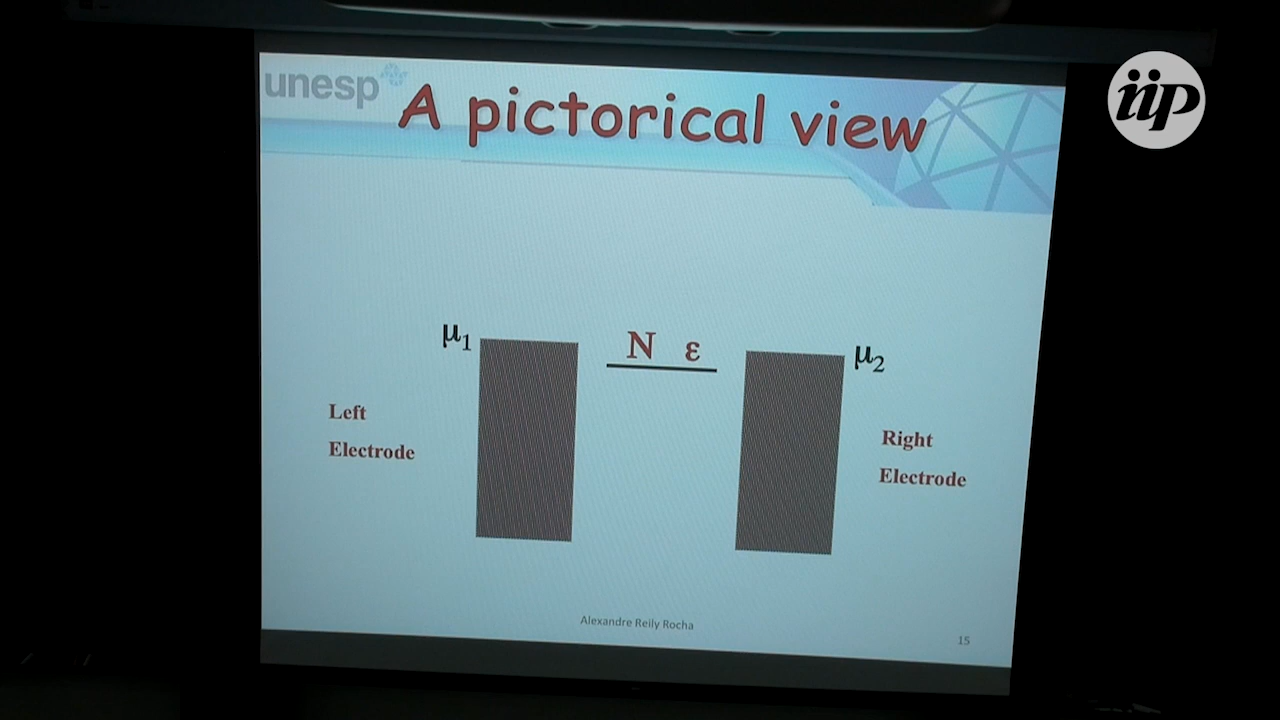 unesp
A pictorical view
iip
μ1
N ε
μ2
Left
Electrode
Right
Electrode
Alexandre Reily Rocha
15